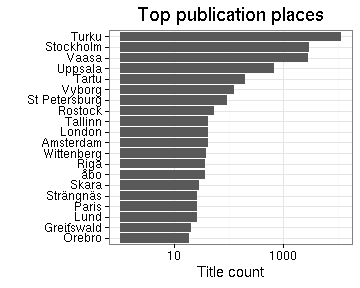 Top publication places
Turku
Stockholm
Vaasa
Uppsala
Tartu
Vyborg
St Petersburg
Rostock
Tallinn
London
Amsterdam
Wittenberg
Riga
åbo
Skara
Strängnäs
Paris
Lund
Greifswald
Örebro
10
1000
Title count